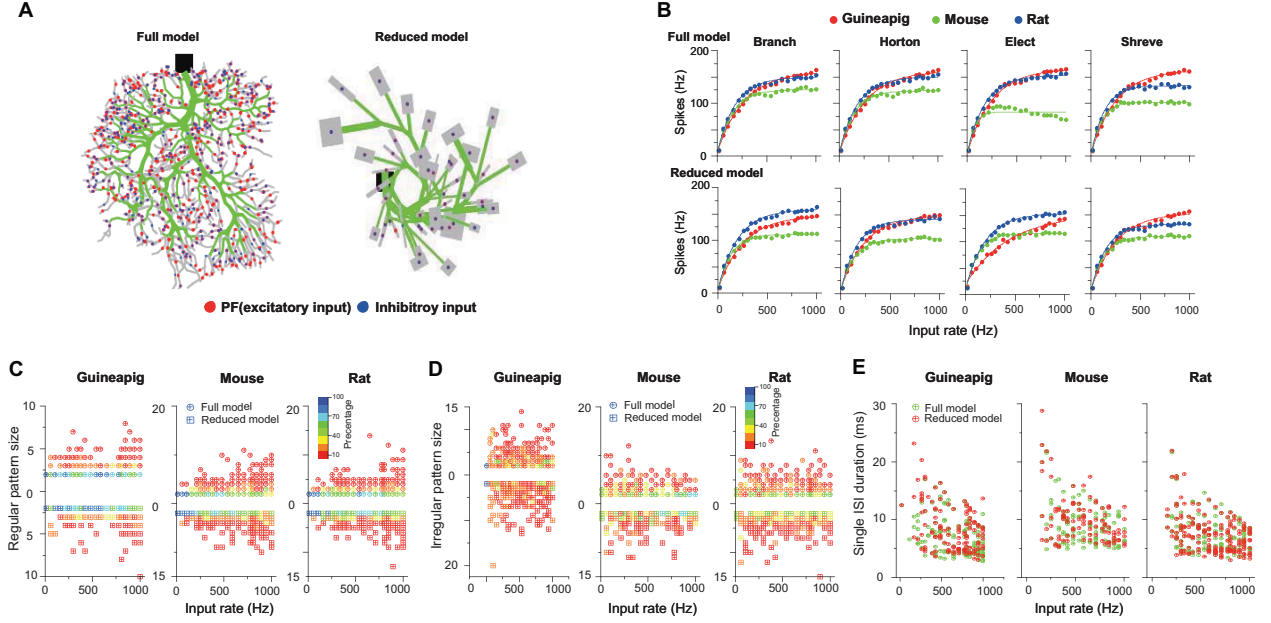 A
Full model
Reduced model
PF(excitatory input) Inhibitroy input
B
Guineapig Mouse Rat
Full model
Branch Horton Elect Shreve
Spikes (Hz)
200
100
0
Reduced model
Spikes (Hz)
200
100
0
0 500 1000 0 500 1000 0 500 1000 0 500 1000
Input rate (Hz)
C
Guineapig Mouse Rat
Regular pattern size
10
5
0
5
10
20
0
15
20
0
15
Full model
Reduced model
100
70
40
10
Precentage
0 500 1000 0 500 1000 0 500 1000
Input rate (Hz)
D
Guineapig Mouse Rat
Irregular pattern size
15
0
20
20
0
15
20
0
15
Full model
Reduced model
100
70
40
10
Percentage
0 500 1000 0 500 1000 0 500 1000
Input rate (Hz)
E
Guineapig Mouse Rat
Single ISI duration (ms)
30
20
10
0
Full model
Reduced model
0 500 1000 0 500 1000 0 500 1000
Input rate (Hz)